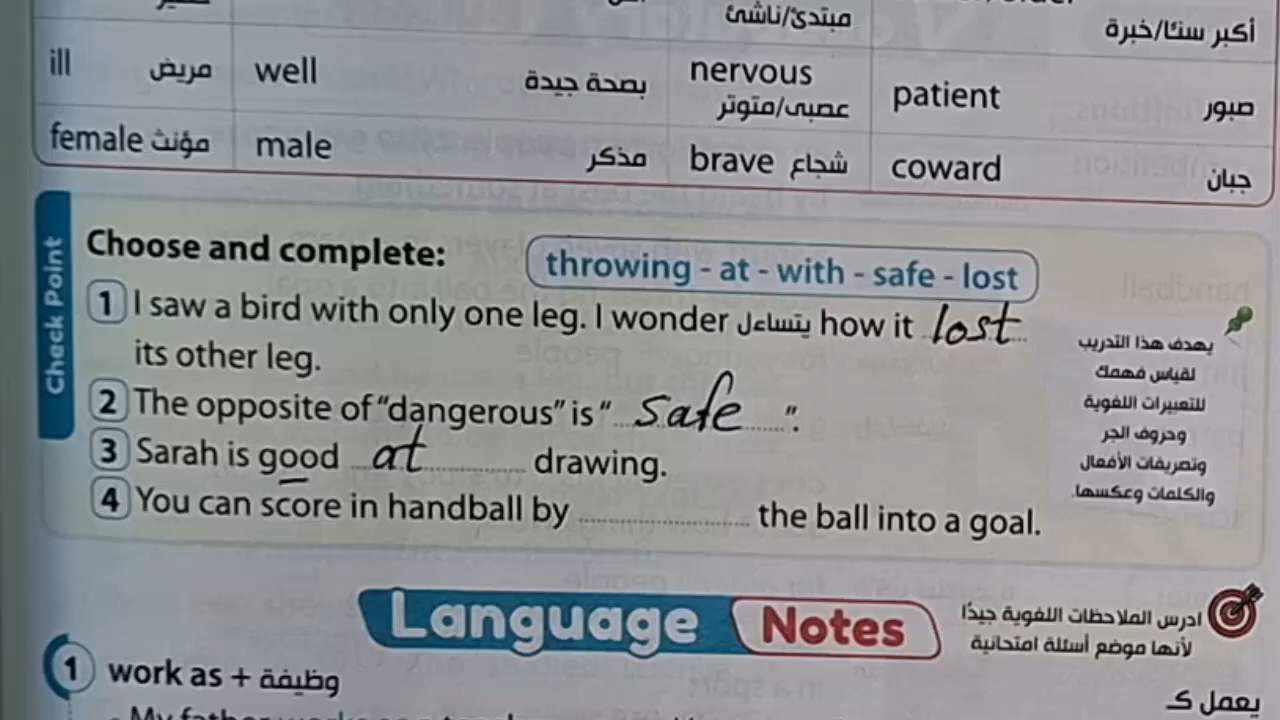 مبتدئ/ناشئ
أكبر سنًا/خبرة
ill مريض well بصحة جيدة nervous عصبى/متوتر patient صبور
female مؤنث male مذكر brave شجاع coward جبان
Check Point
Choose and complete: throwing - at - with - safe - lost
1 I saw a bird with only one leg. I wonder يتساءل how it lost
its other leg.
2 The opposite of "dangerous" is " safe ".
3 Sarah is good at drawing.
4 You can score in handball by ............ the ball into a goal.
يهدف هذا التدريب
لقياس فهمك
للتعبيرات اللغوية
وحروف الجر
وتصريفات الأفعال
والكلمات وعكسها.
Language Notes
ادرس الملاحظات اللغوية جيدًا
لأنها موضع أسئلة امتحانية
1 work as + وظيفة
يعمل كـ